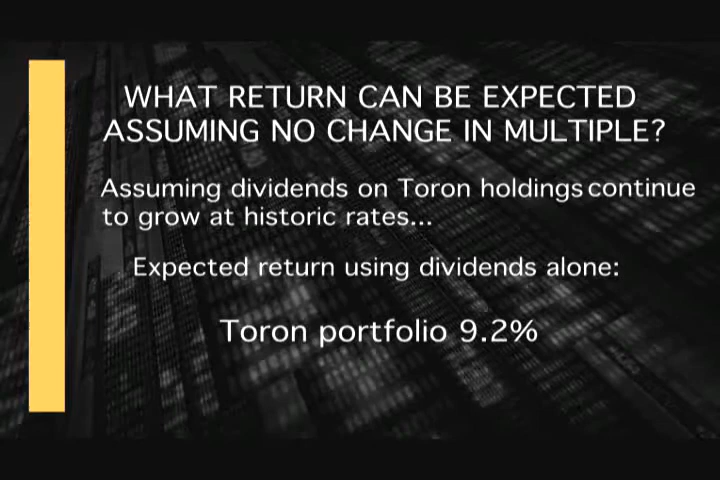 WHAT RETURN CAN BE EXPECTED
ASSUMING NO CHANGE IN MULTIPLE?
Assuming dividends on Toron holdings continue
to grow at historic rates...
Expected return using dividends alone:
Toron portfolio 9.2%